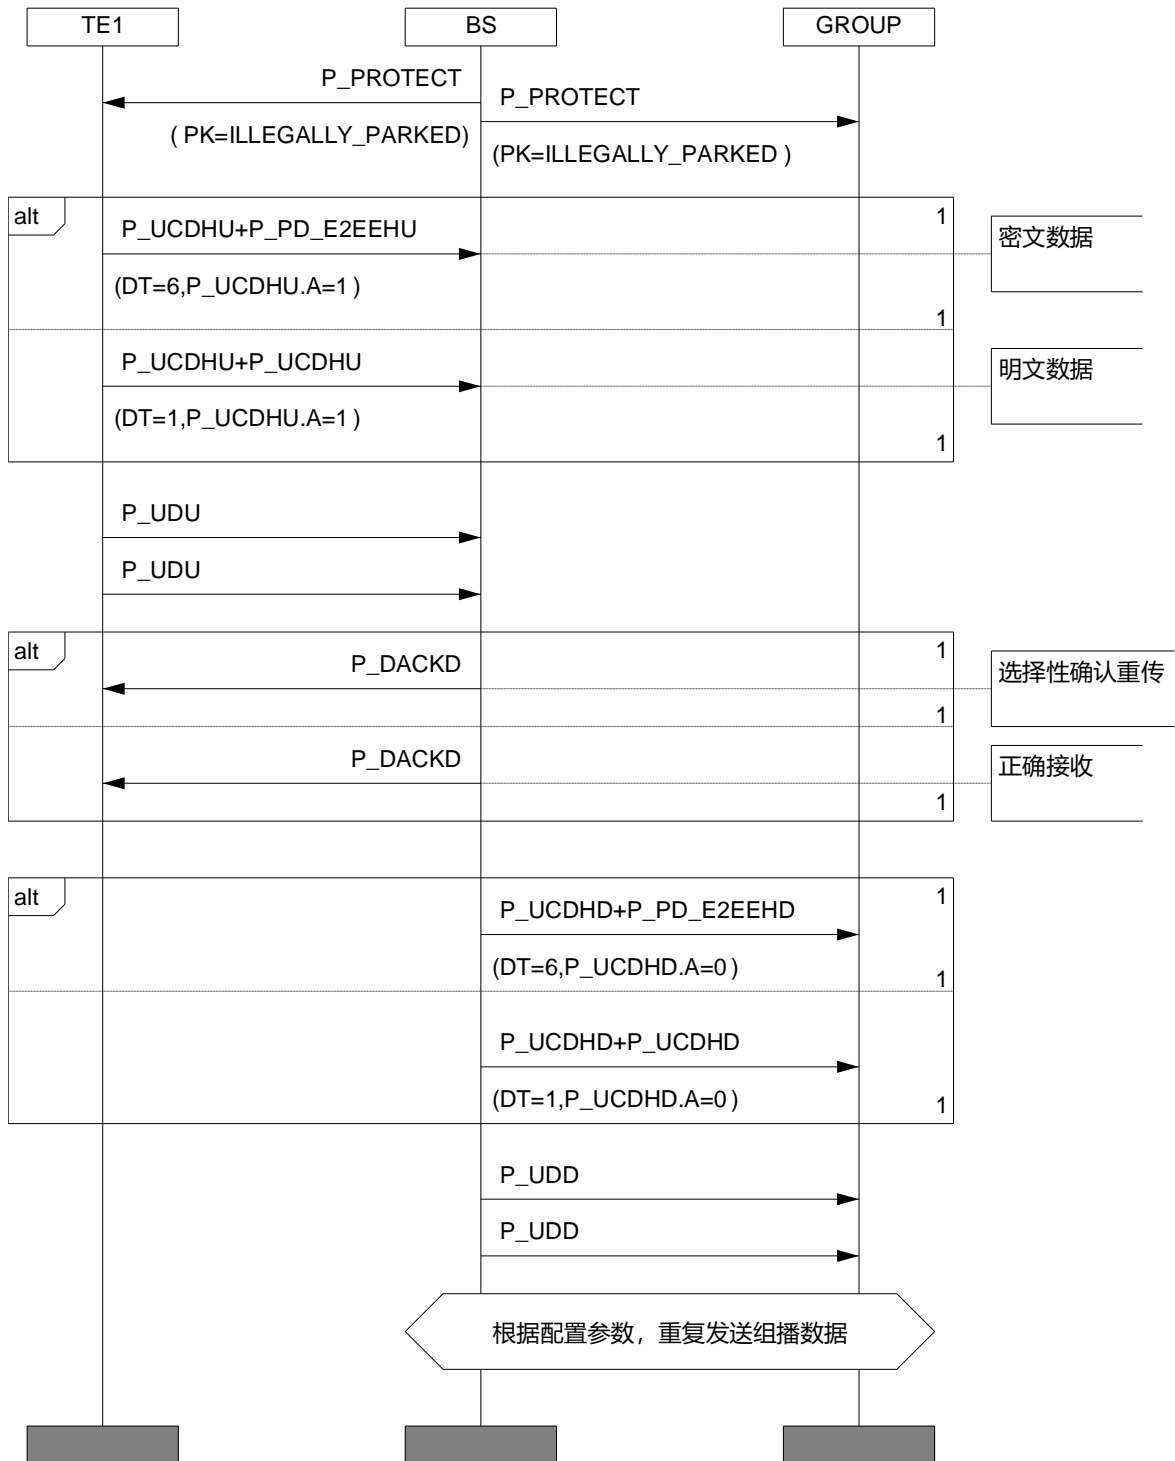 TE1
BS
GROUP
P_PROTECT
P_PROTECT
( PK=ILLEGALLY_PARKED)
(PK=ILLEGALLY_PARKED )
alt
1
P_UCDHU+P_PD_E2EEHU
密文数据
(DT=6,P_UCDHU.A=1 )
1
P_UCDHU+P_UCDHU
明文数据
(DT=1,P_UCDHU.A=1 )
1
P_UDU
P_UDU
alt
1
P_DACKD
选择性确认重传
1
P_DACKD
正确接收
1
alt
1
P_UCDHD+P_PD_E2EEHD
(DT=6,P_UCDHD.A=0 )
1
P_UCDHD+P_UCDHD
(DT=1,P_UCDHD.A=0 )
1
P_UDD
P_UDD
根据配置参数，重复发送组播数据